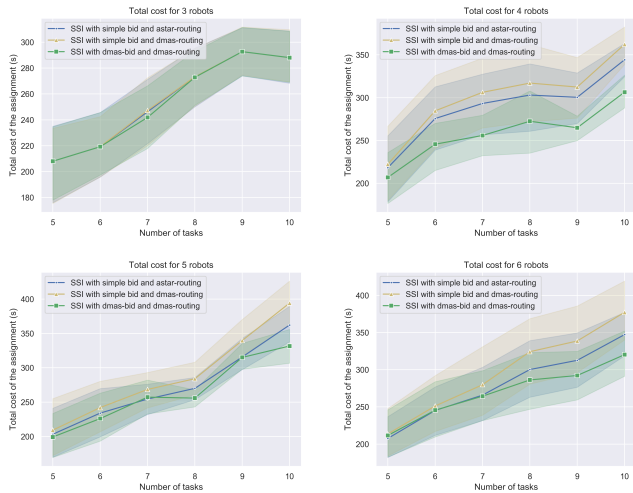 Total cost for 3 robots
SSI with simple bid and astar-routing
SSI with simple bid and dmas-routing
SSI with dmas-bid and dmas-routing
Total cost of the assignment (s)
300
280
260
240
220
200
180
5 6 7 8 9 10
Number of tasks
Total cost for 4 robots
SSI with simple bid and astar-routing
SSI with simple bid and dmas-routing
SSI with dmas-bid and dmas-routing
Total cost of the assignment (s)
350
300
250
200
5 6 7 8 9 10
Number of tasks
Total cost for 5 robots
SSI with simple bid and astar-routing
SSI with simple bid and dmas-routing
SSI with dmas-bid and dmas-routing
Total cost of the assignment (s)
400
350
300
250
200
5 6 7 8 9 10
Number of tasks
Total cost for 6 robots
SSI with simple bid and astar-routing
SSI with simple bid and dmas-routing
SSI with dmas-bid and dmas-routing
Total cost of the assignment (s)
400
350
300
250
200
5 6 7 8 9 10
Number of tasks